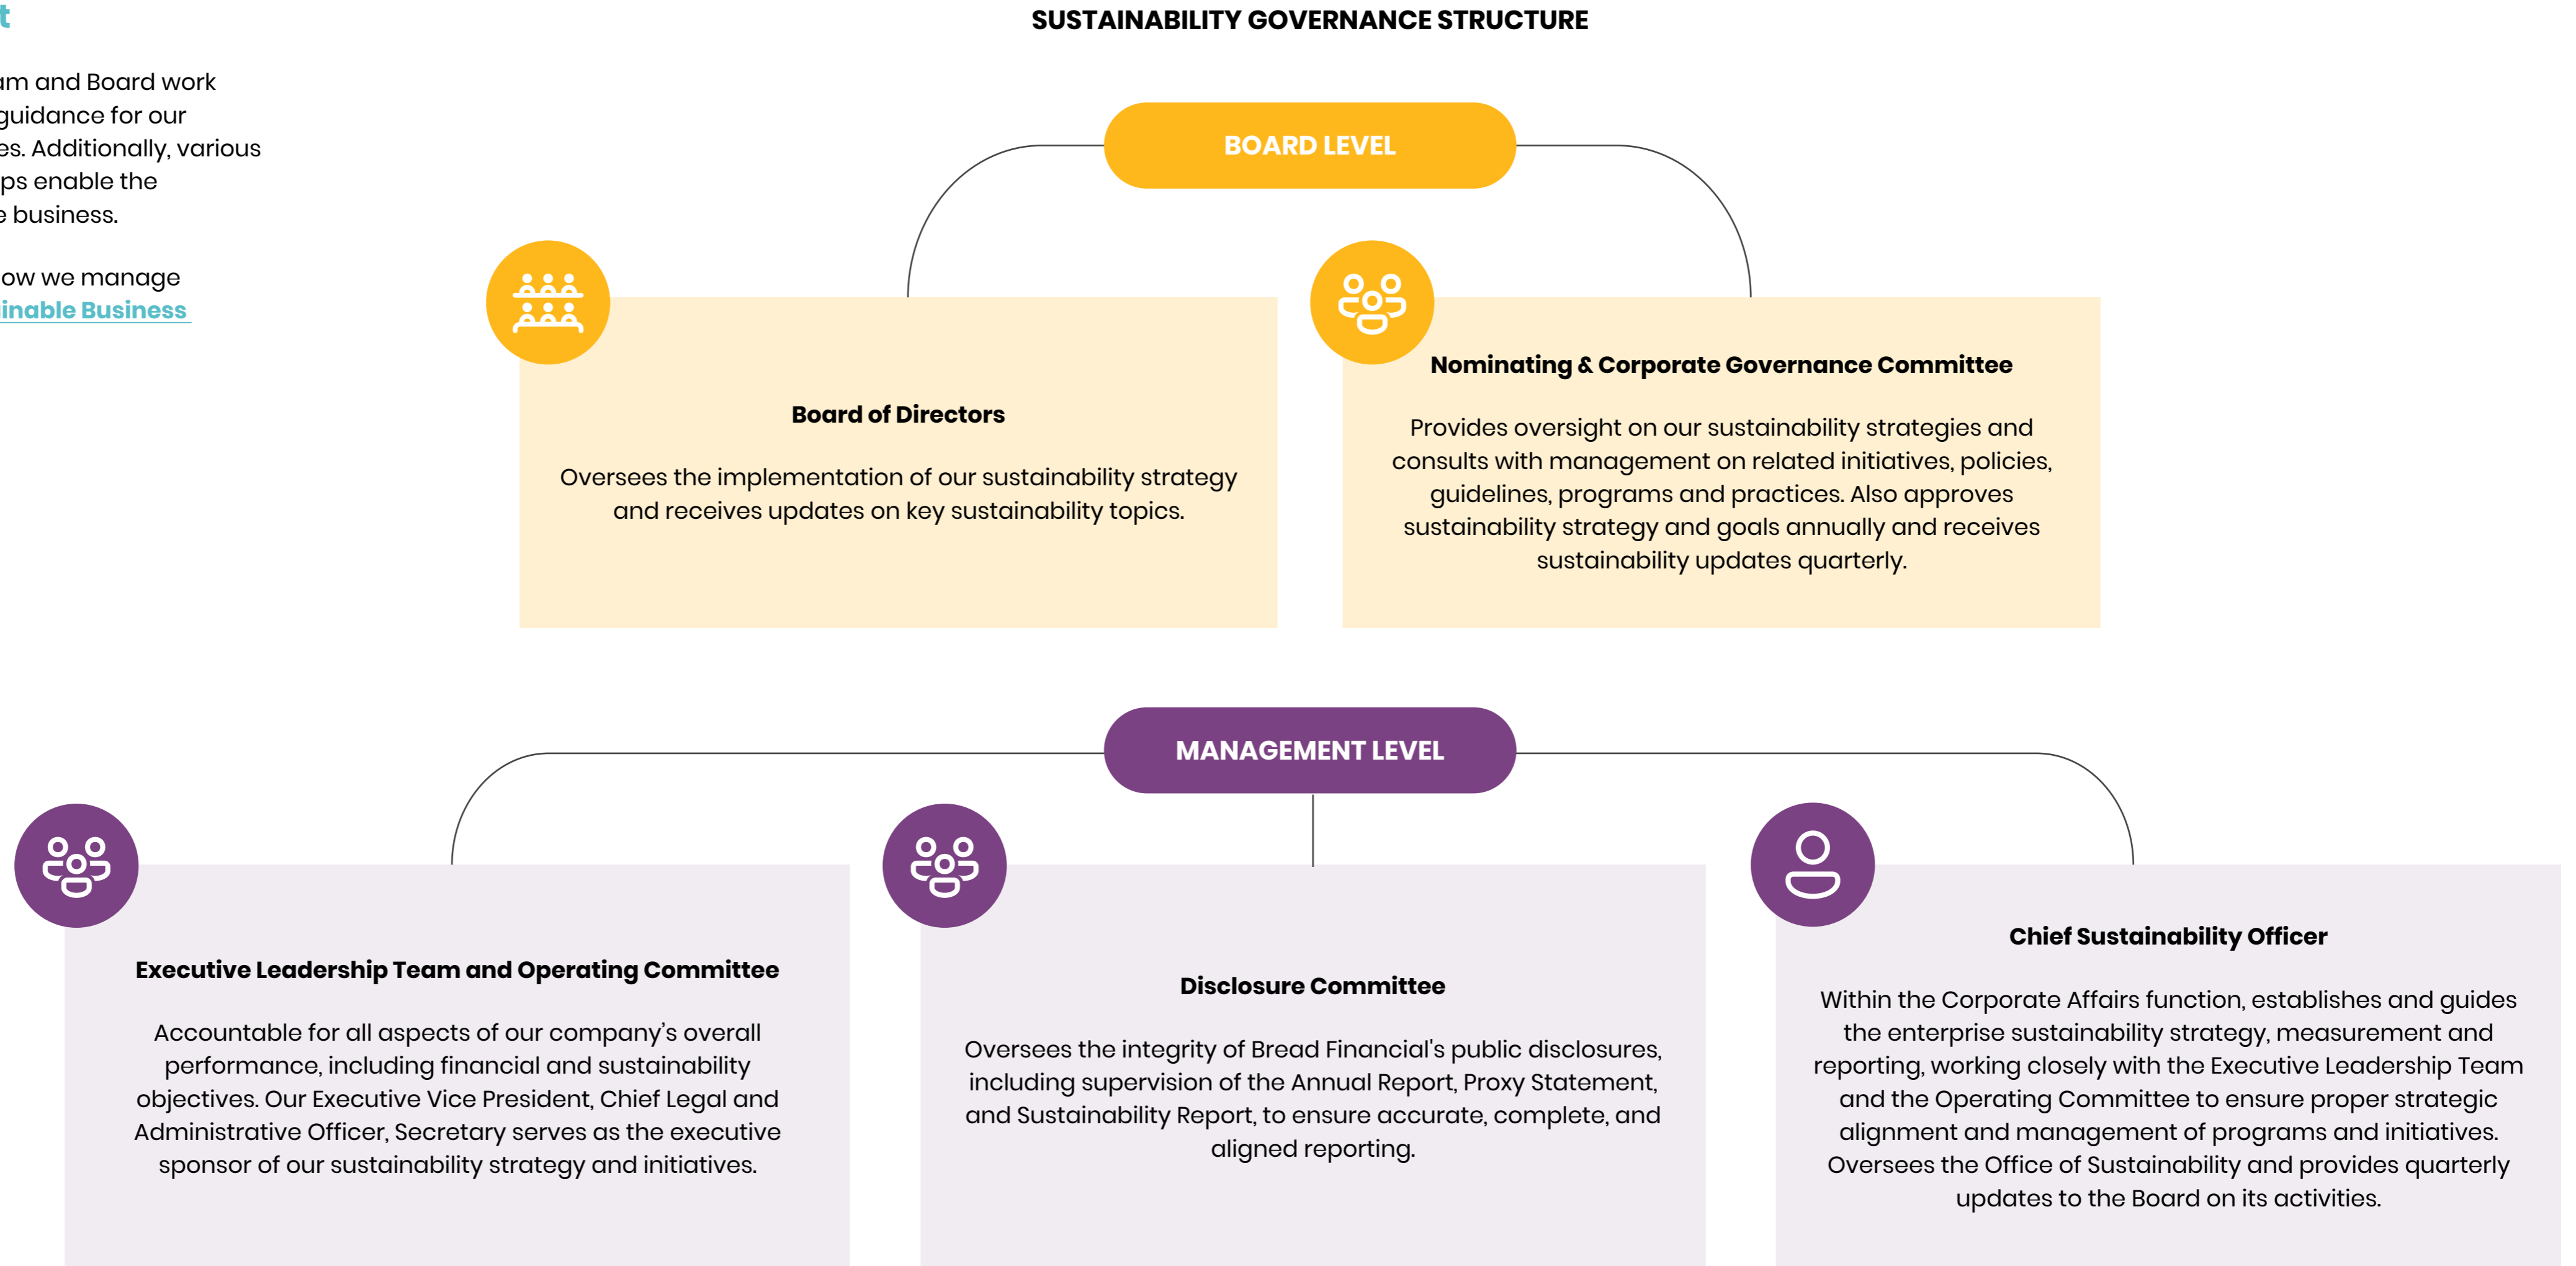 t
am and Board work
guidance for our
es. Additionally, various
ps enable the
e business.
ow we manage
inable Business
SUSTAINABILITY GOVERNANCE STRUCTURE
BOARD LEVEL
Board of Directors
Oversees the implementation of our sustainability strategy
and receives updates on key sustainability topics.
Nominating & Corporate Governance Committee
Provides oversight on our sustainability strategies and
consults with management on related initiatives, policies,
guidelines, programs and practices. Also approves
sustainability strategy and goals annually and receives
sustainability updates quarterly.
MANAGEMENT LEVEL
Executive Leadership Team and Operating Committee
Accountable for all aspects of our company’s overall
performance, including financial and sustainability
objectives. Our Executive Vice President, Chief Legal and
Administrative Officer, Secretary serves as the executive
sponsor of our sustainability strategy and initiatives.
Disclosure Committee
Oversees the integrity of Bread Financial's public disclosures,
including supervision of the Annual Report, Proxy Statement,
and Sustainability Report, to ensure accurate, complete, and
aligned reporting.
Chief Sustainability Officer
Within the Corporate Affairs function, establishes and guides
the enterprise sustainability strategy, measurement and
reporting, working closely with the Executive Leadership Team
and the Operating Committee to ensure proper strategic
alignment and management of programs and initiatives.
Oversees the Office of Sustainability and provides quarterly
updates to the Board on its activities.